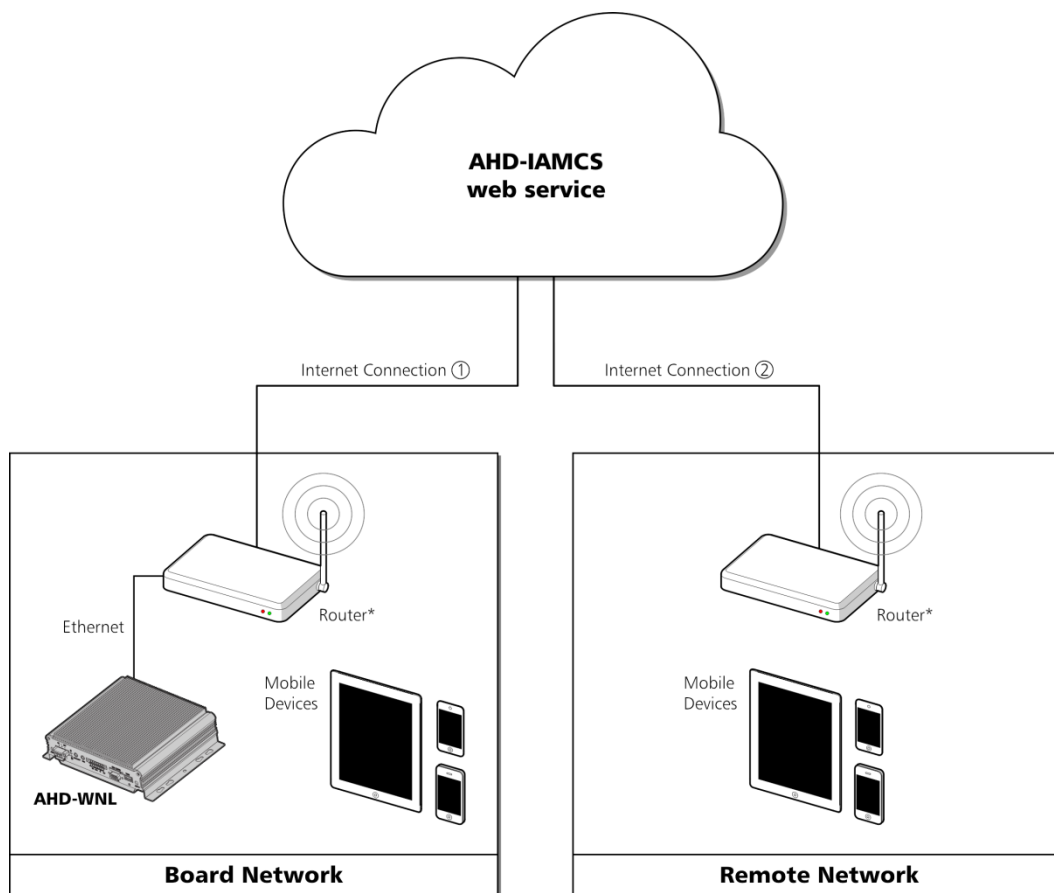 AHD-IAMCS
web service
Internet Connection ①
Internet Connection ②
Ethernet
Router*
Mobile
Devices
AHD-WNL
Board Network
Router*
Mobile
Devices
Remote Network